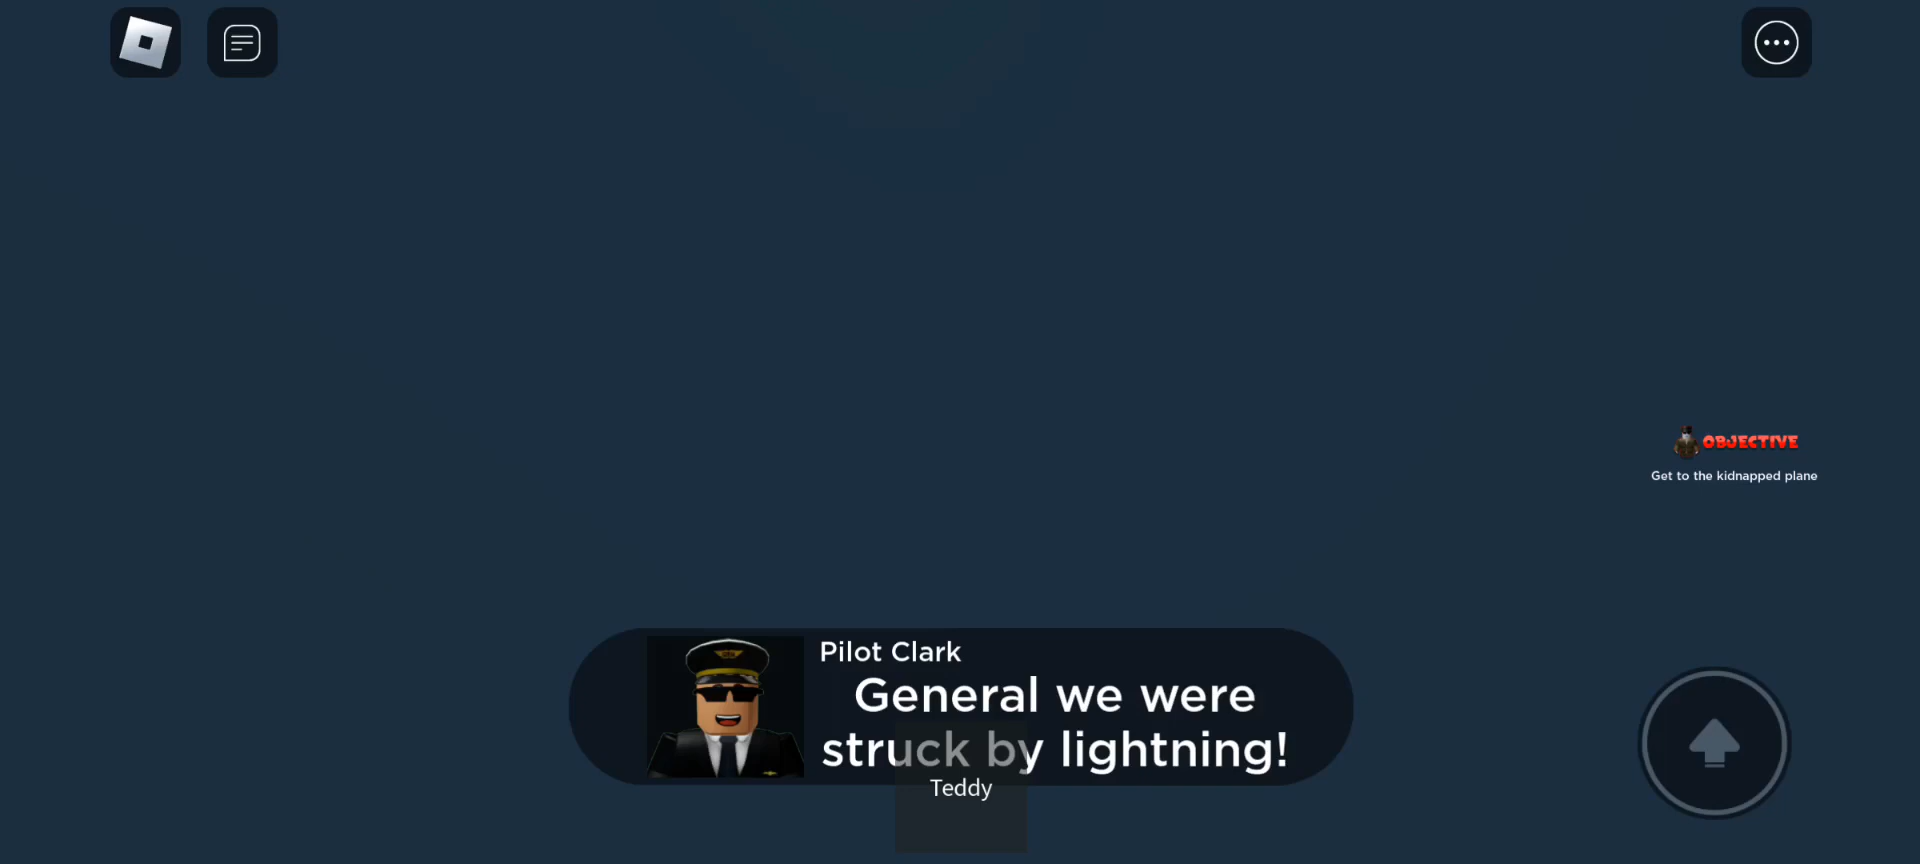 OBJECTIVE
Get to the kidnapped plane
Pilot Clark
General we were
struck by lightning!
Teddy